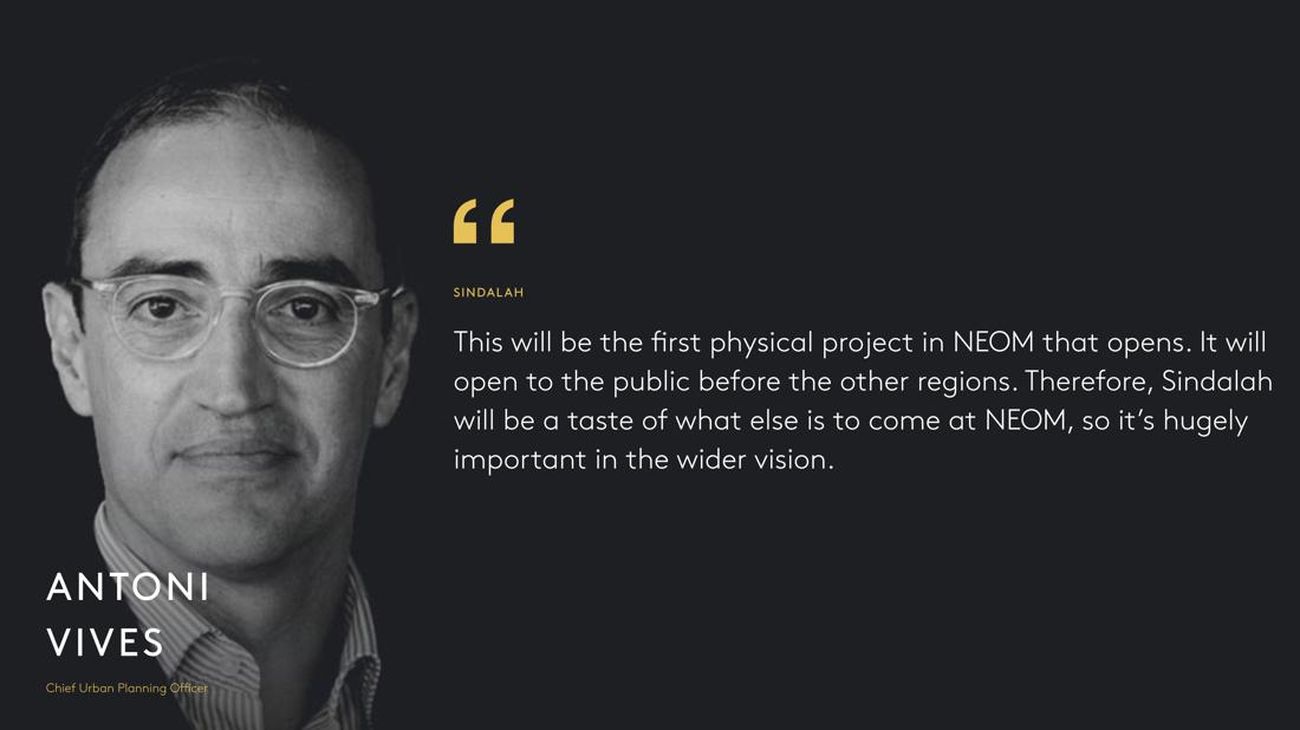 “
SINDALAH
This will be the first physical project in NEOM that opens. It will
open to the public before the other regions. Therefore, Sindalah
will be a taste of what else is to come at NEOM, so it’s hugely
important in the wider vision.
ANTONI
VIVES
Chief Urban Planning Officer